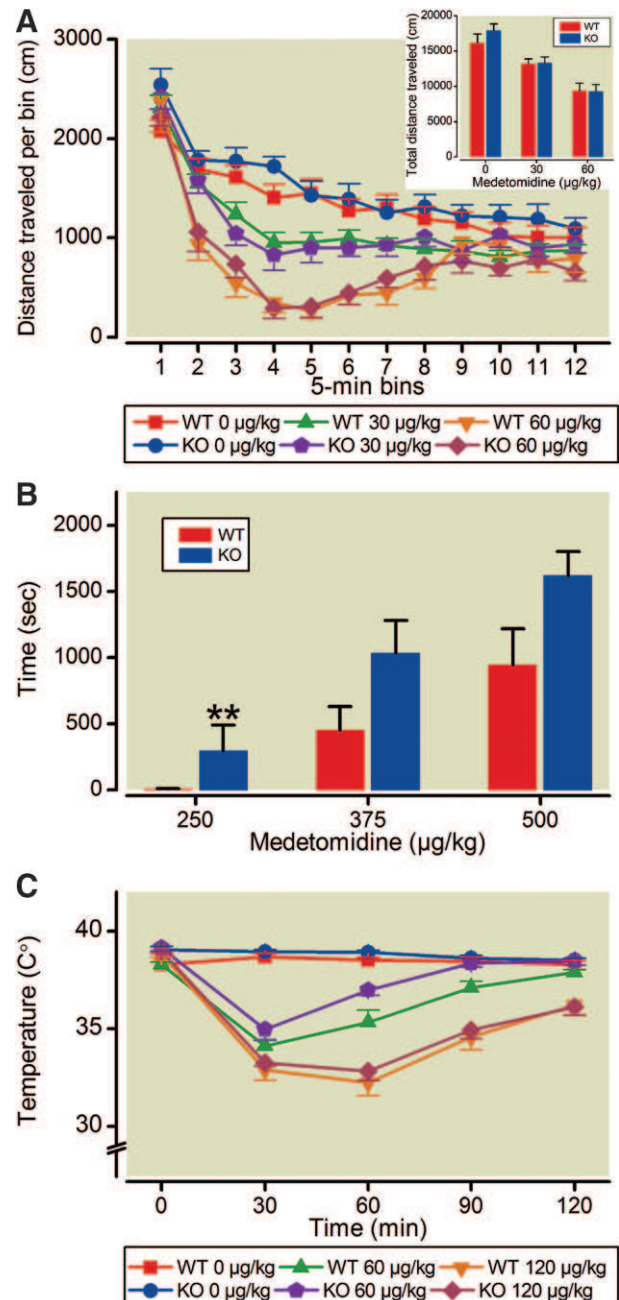 A
Distance traveled per bin (cm)
3000
2000
1000
0
1 2 3 4 5 6 7 8 9 10 11 12
5-min bins
Total distance traveled (cm)
20000
15000
10000
5000
0
0 30 60
Medetomidine (µg/kg)
WT
KO
WT 0 µg/kg WT 30 µg/kg WT 60 µg/kg
KO 0 µg/kg KO 30 µg/kg KO 60 µg/kg
B
Time (sec)
2000
1500
1000
500
0
WT
KO
**
250 375 500
Medetomidine (µg/kg)
C
Temperature (C°)
40
35
30
0 30 60 90 120
Time (min)
WT 0 µg/kg WT 60 µg/kg WT 120 µg/kg
KO 0 µg/kg KO 60 µg/kg KO 120 µg/kg